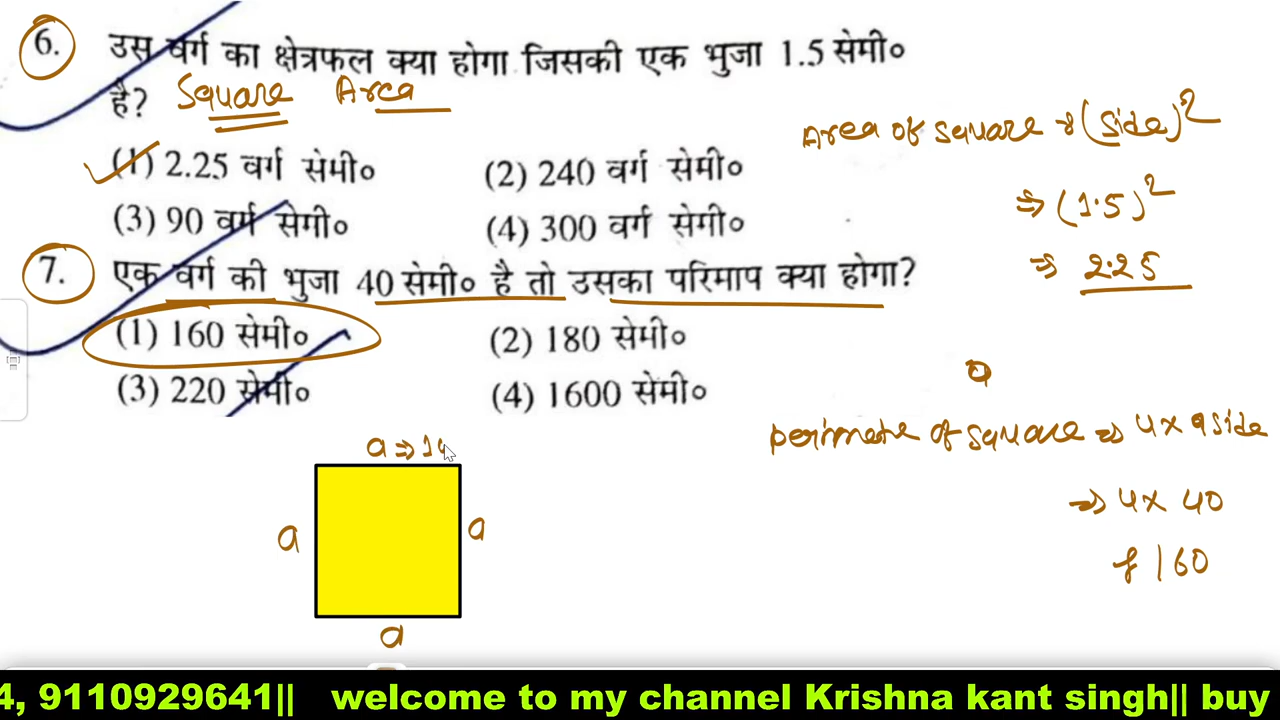 6. उस वर्ग का क्षेत्रफल क्या होगा जिसकी एक भुजा 1.5 सेमी०
है? Square Area
Area of square ⇒ (Side)²
(1) 2.25 वर्ग सेमी० (2) 240 वर्ग सेमी०
⇒ (1.5)²
(3) 90 वर्ग सेमी० (4) 300 वर्ग सेमी०
⇒ 2.25
7. एक वर्ग की भुजा 40 सेमी० है तो उसका परिमाप क्या होगा?
(1) 160 सेमी० (2) 180 सेमी०
(3) 220 सेमी० (4) 1600 सेमी०
perimetre of square ⇒ 4 × side
⇒ 4 × 40
160
a ⇒
a a
a
4, 9110929641|| welcome to my channel Krishna kant singh|| buy